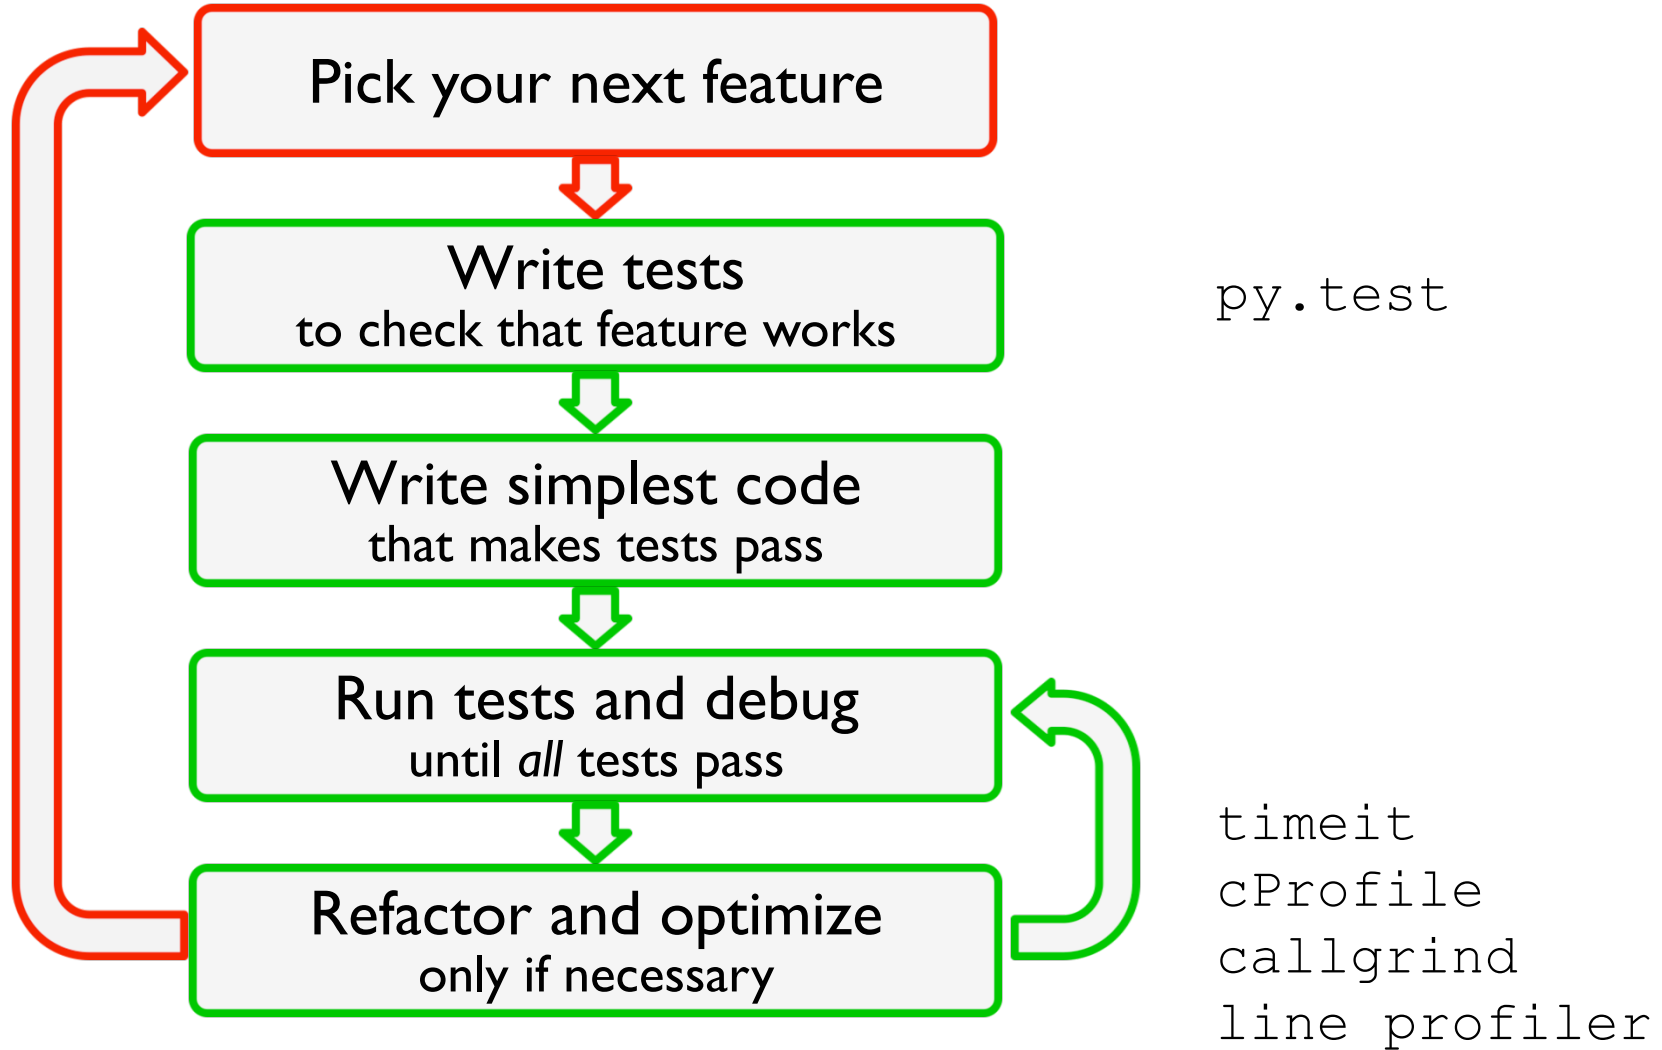 Pick your next feature
Write tests
to check that feature works
py.test
Write simplest code
that makes tests pass
Run tests and debug
until all tests pass
Refactor and optimize
only if necessary
timeit
cProfile
callgrind
line profiler